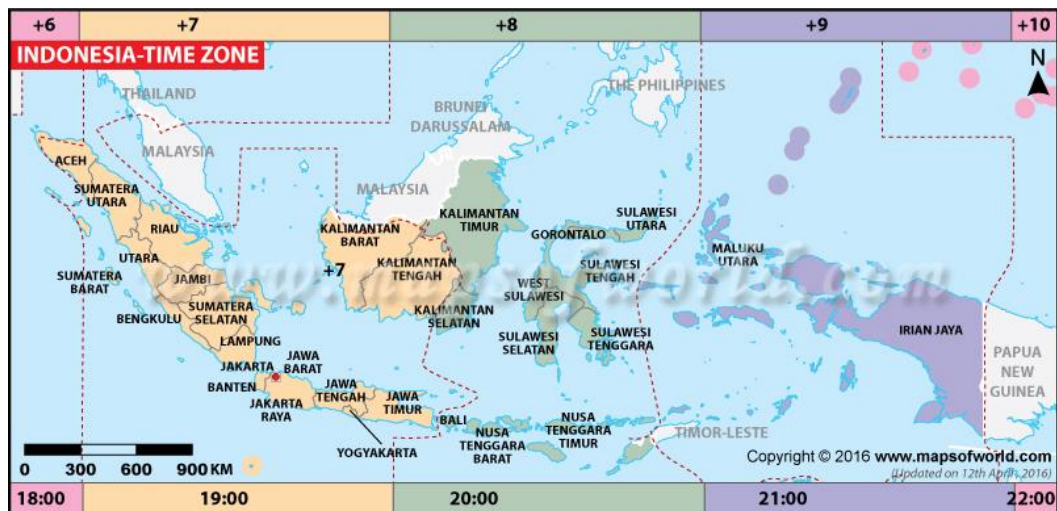 +6
+7
+8
+9
+10
INDONESIA-TIME ZONE
N
THAILAND
THE PHILIPPINES
BRUNEI
DARUSSALAM
MALAYSIA
ACEH
SUMATERA
UTARA
MALAYSIA
KALIMANTAN
TIMUR
SULAWESI
UTARA
RIAU
KALIMANTAN
BARAT
GORONTALO
UTARA
MALUKU
UTARA
KALIMANTAN
TENGAH
+7
SUMATERA
BARAT
JAMBI
SULAWESI
TENGAH
WEST
SULAWESI
www.mapsofworld.com
BENGKULU
SUMATERA
SELATAN
KALIMANTAN
SELATAN
IRIAN JAYA
LAMPUNG
SULAWESI
SELATAN
SULAWESI
TENGGARA
PAPUA
NEW
GUINEA
JAKARTA
JAWA
BARAT
BANTEN
JAWA
TENGAH
JAWA
TIMUR
JAKARTA
RAYA
BALI
NUSA
TENGGARA
TIMUR
NUSA
TENGGARA
BARAT
TIMOR-LESTE
YOGYAKARTA
0 300 600 900 KM
Copyright © 2016 www.mapsofworld.com
(Updated on 12th April, 2016)
18:00
19:00
20:00
21:00
22:00